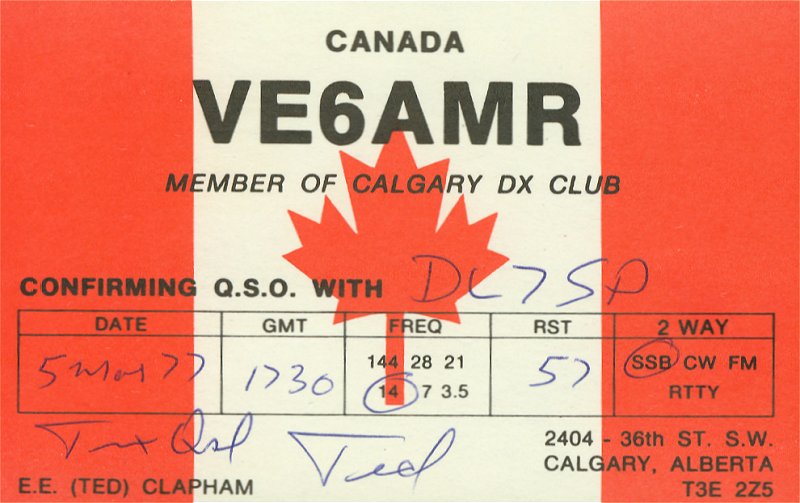 CANADA
VE6AMR
MEMBER OF CALGARY DX CLUB
CONFIRMING Q.S.O. WITH DL7SP
DATE GMT FREQ RST 2 WAY
144 28 21 SSB CW FM
5 Mar 77 1730 14 7 3.5 57 RTTY
Tnx Qsl Ted
2404 - 36th ST. S.W.
CALGARY, ALBERTA
E.E. (TED) CLAPHAM T3E 2Z5